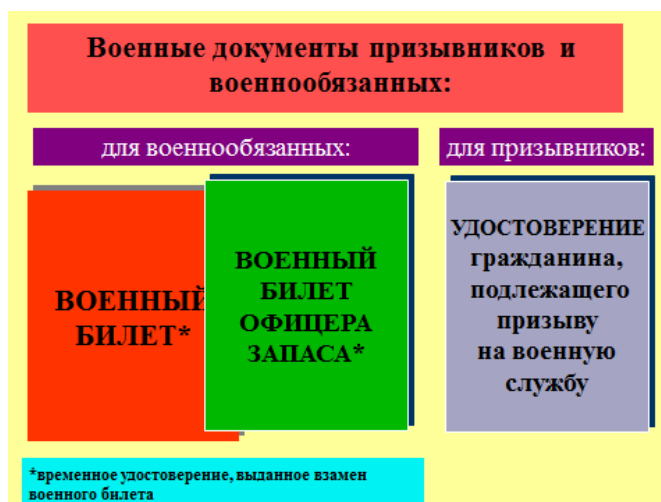 Военные документы призывников и
военнообязанных:
для военнообязанных:
для призывников:
ВОЕННЫЙ
БИЛЕТ*
ВОЕННЫЙ
БИЛЕТ
ОФИЦЕРА
ЗАПАСА*
УДОСТОВЕРЕНИЕ
гражданина,
подлежащего
призыву
на военную
службу
*временное удостоверение, выданное взамен
военного билета